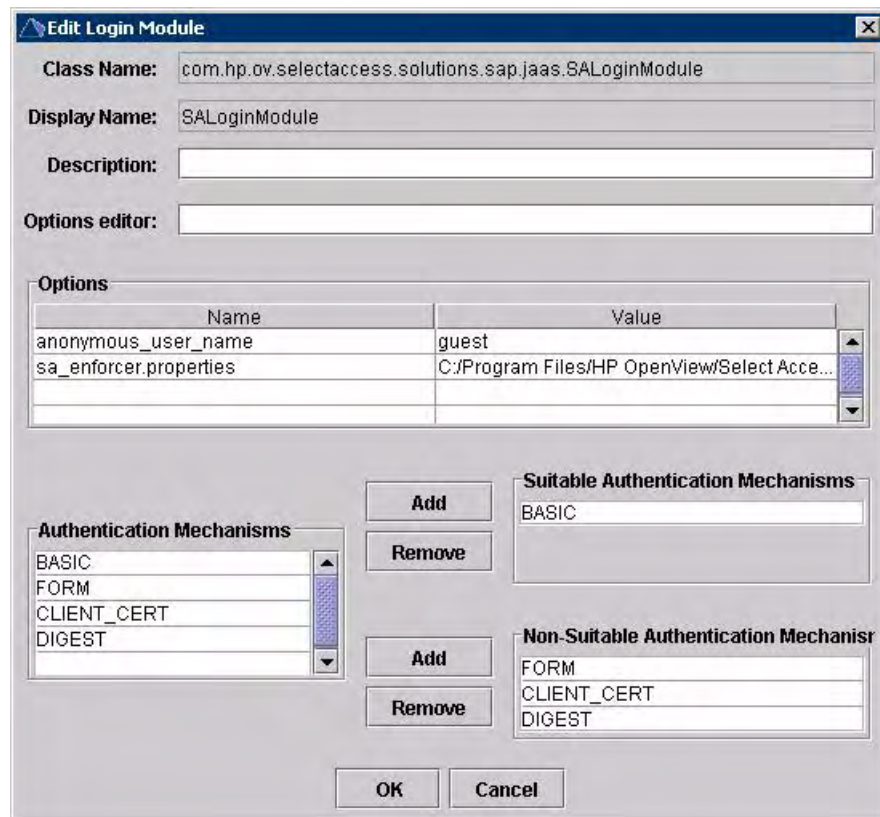 Edit Login Module
Class Name: com.hp.ov.selectaccess.solutions.sap.jaas.SALoginModule
Display Name: SALoginModule
Description:
Options editor:
Options
Name Value
anonymous_user_name guest
sa_enforcer.properties C:/Program Files/HP OpenView/Select Acce...
Authentication Mechanisms
BASIC
FORM
CLIENT_CERT
DIGEST
Add
Remove
Suitable Authentication Mechanisms
BASIC
Add
Remove
Non-Suitable Authentication Mechanisr
FORM
CLIENT_CERT
DIGEST
OK Cancel